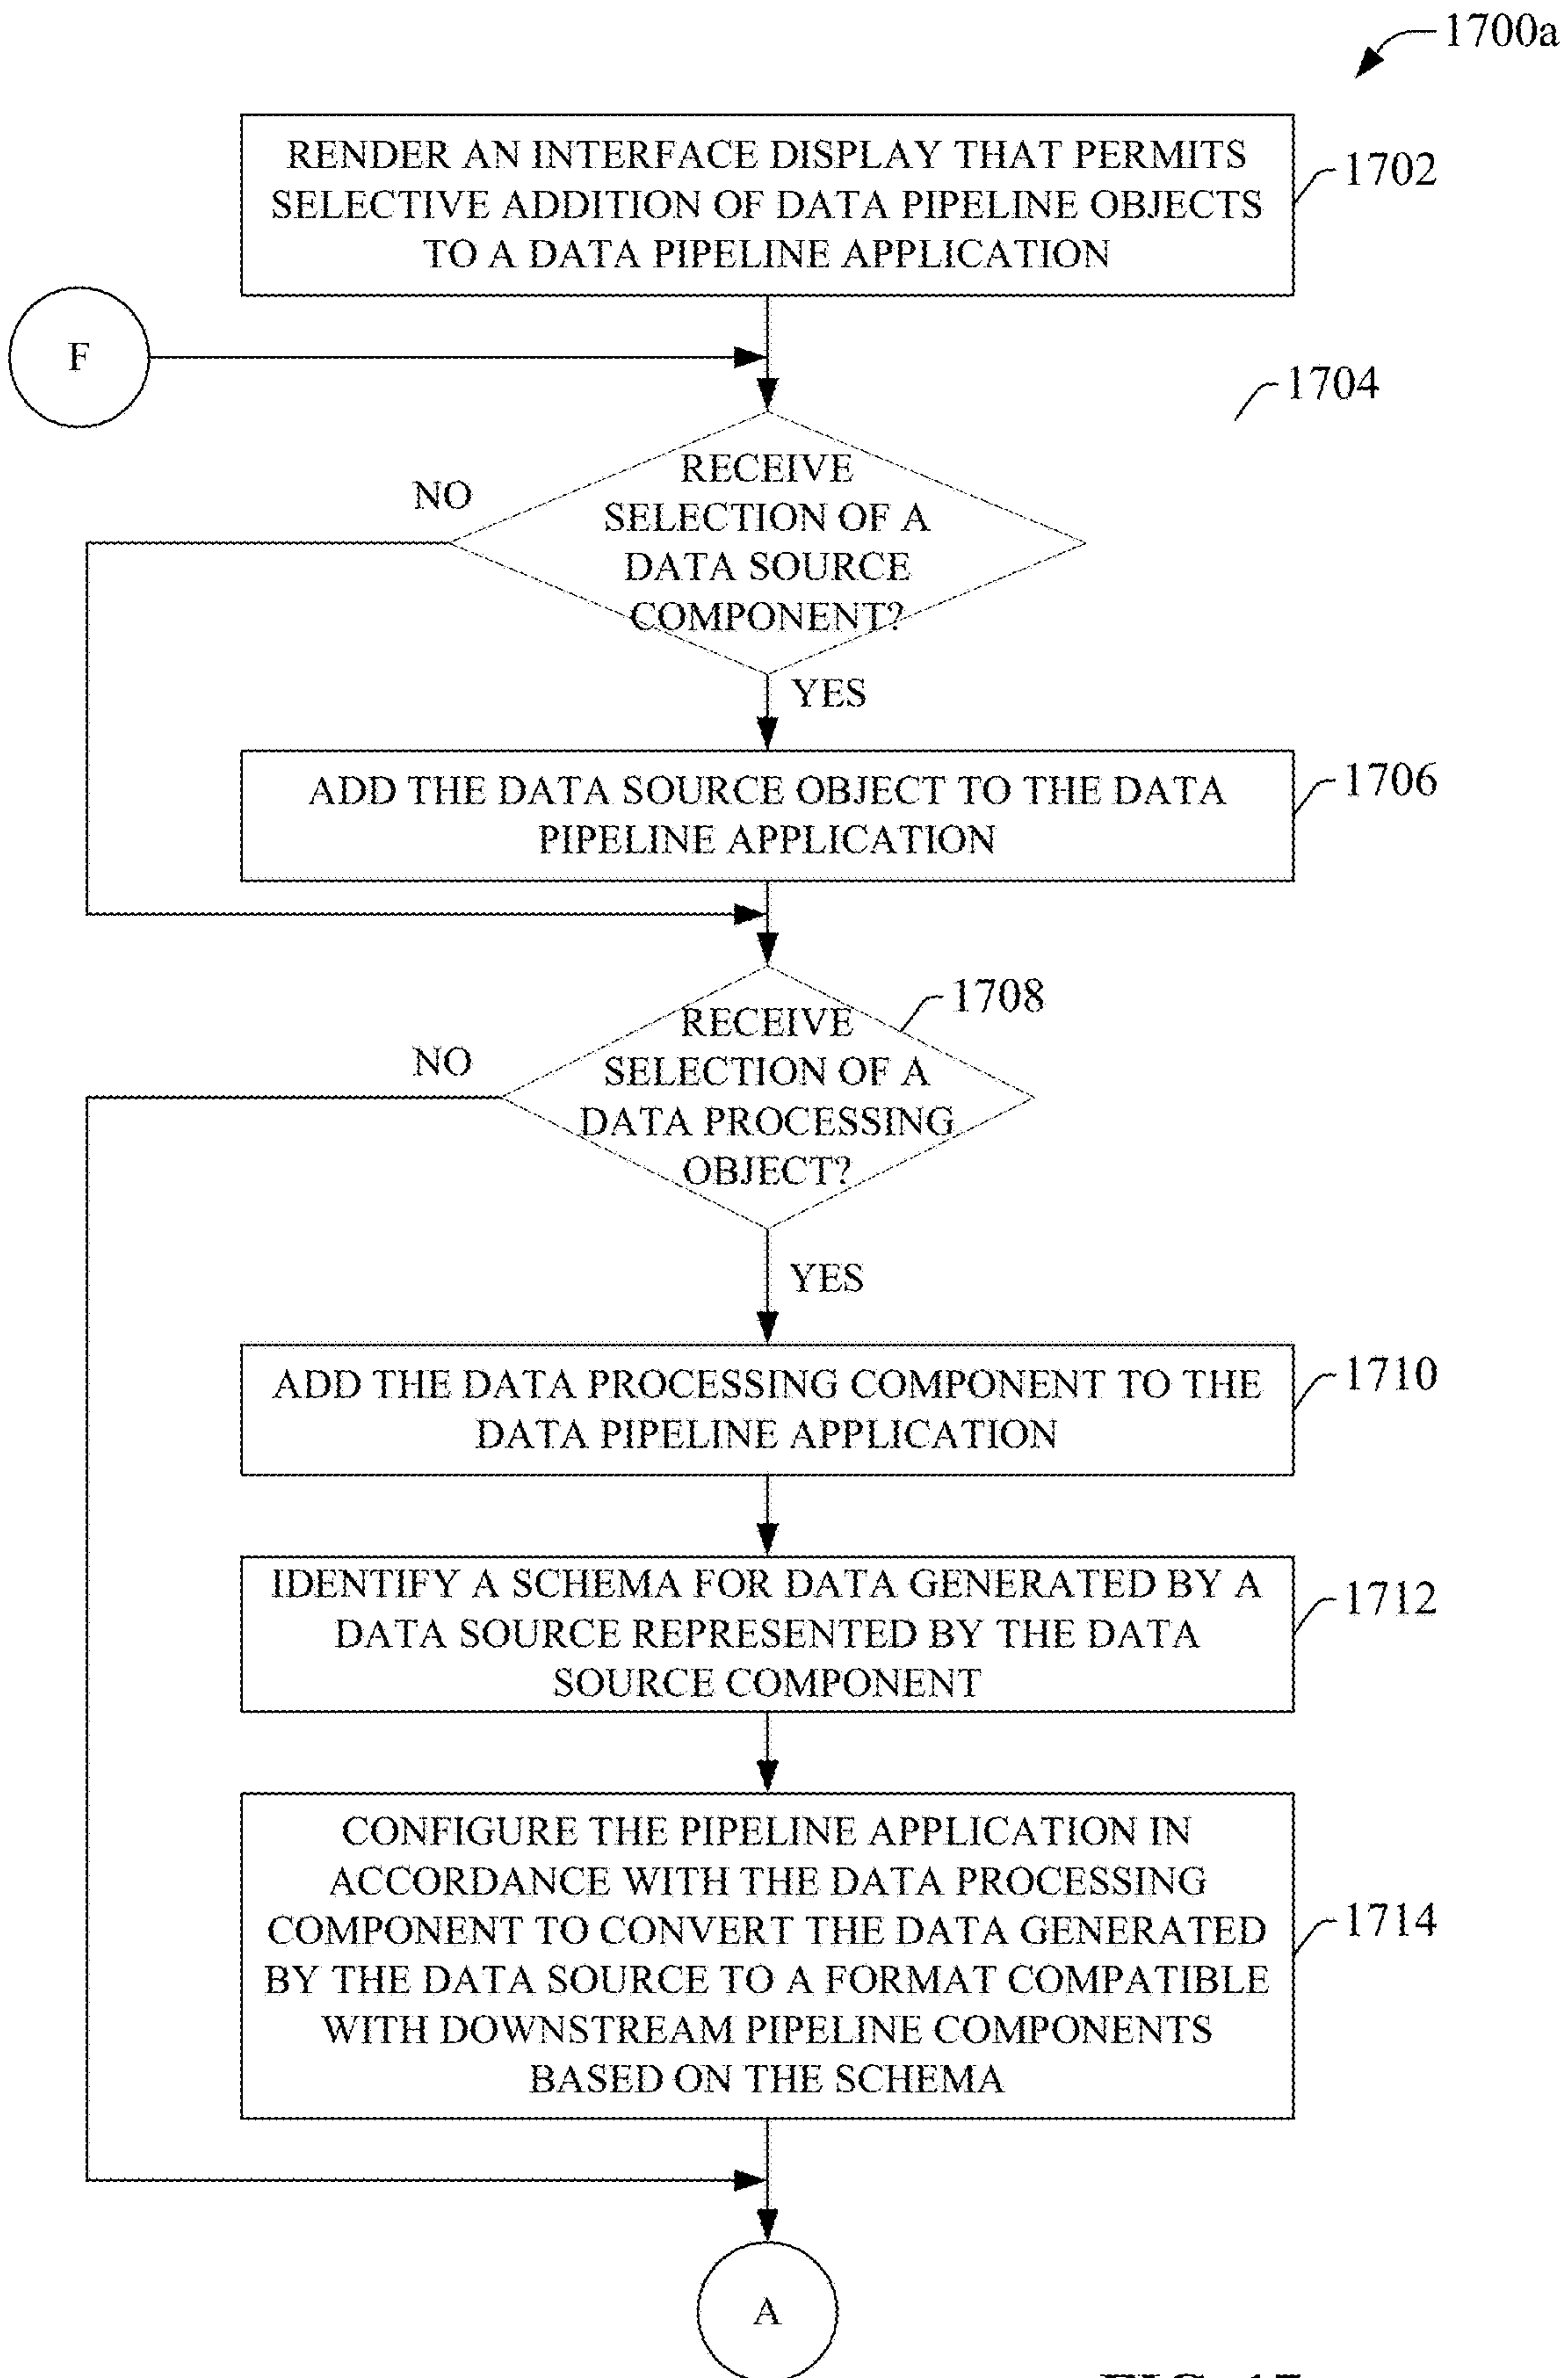 1700a
RENDER AN INTERFACE DISPLAY THAT PERMITS
SELECTIVE ADDITION OF DATA PIPELINE OBJECTS
TO A DATA PIPELINE APPLICATION
1702
F
1704
RECEIVE
SELECTION OF A
DATA SOURCE
COMPONENT?
NO
YES
ADD THE DATA SOURCE OBJECT TO THE DATA
PIPELINE APPLICATION
1706
1708
RECEIVE
SELECTION OF A
DATA PROCESSING
OBJECT?
NO
YES
ADD THE DATA PROCESSING COMPONENT TO THE
DATA PIPELINE APPLICATION
1710
IDENTIFY A SCHEMA FOR DATA GENERATED BY A
DATA SOURCE REPRESENTED BY THE DATA
SOURCE COMPONENT
1712
CONFIGURE THE PIPELINE APPLICATION IN
ACCORDANCE WITH THE DATA PROCESSING
COMPONENT TO CONVERT THE DATA GENERATED
BY THE DATA SOURCE TO A FORMAT COMPATIBLE
WITH DOWNSTREAM PIPELINE COMPONENTS
BASED ON THE SCHEMA
1714
A